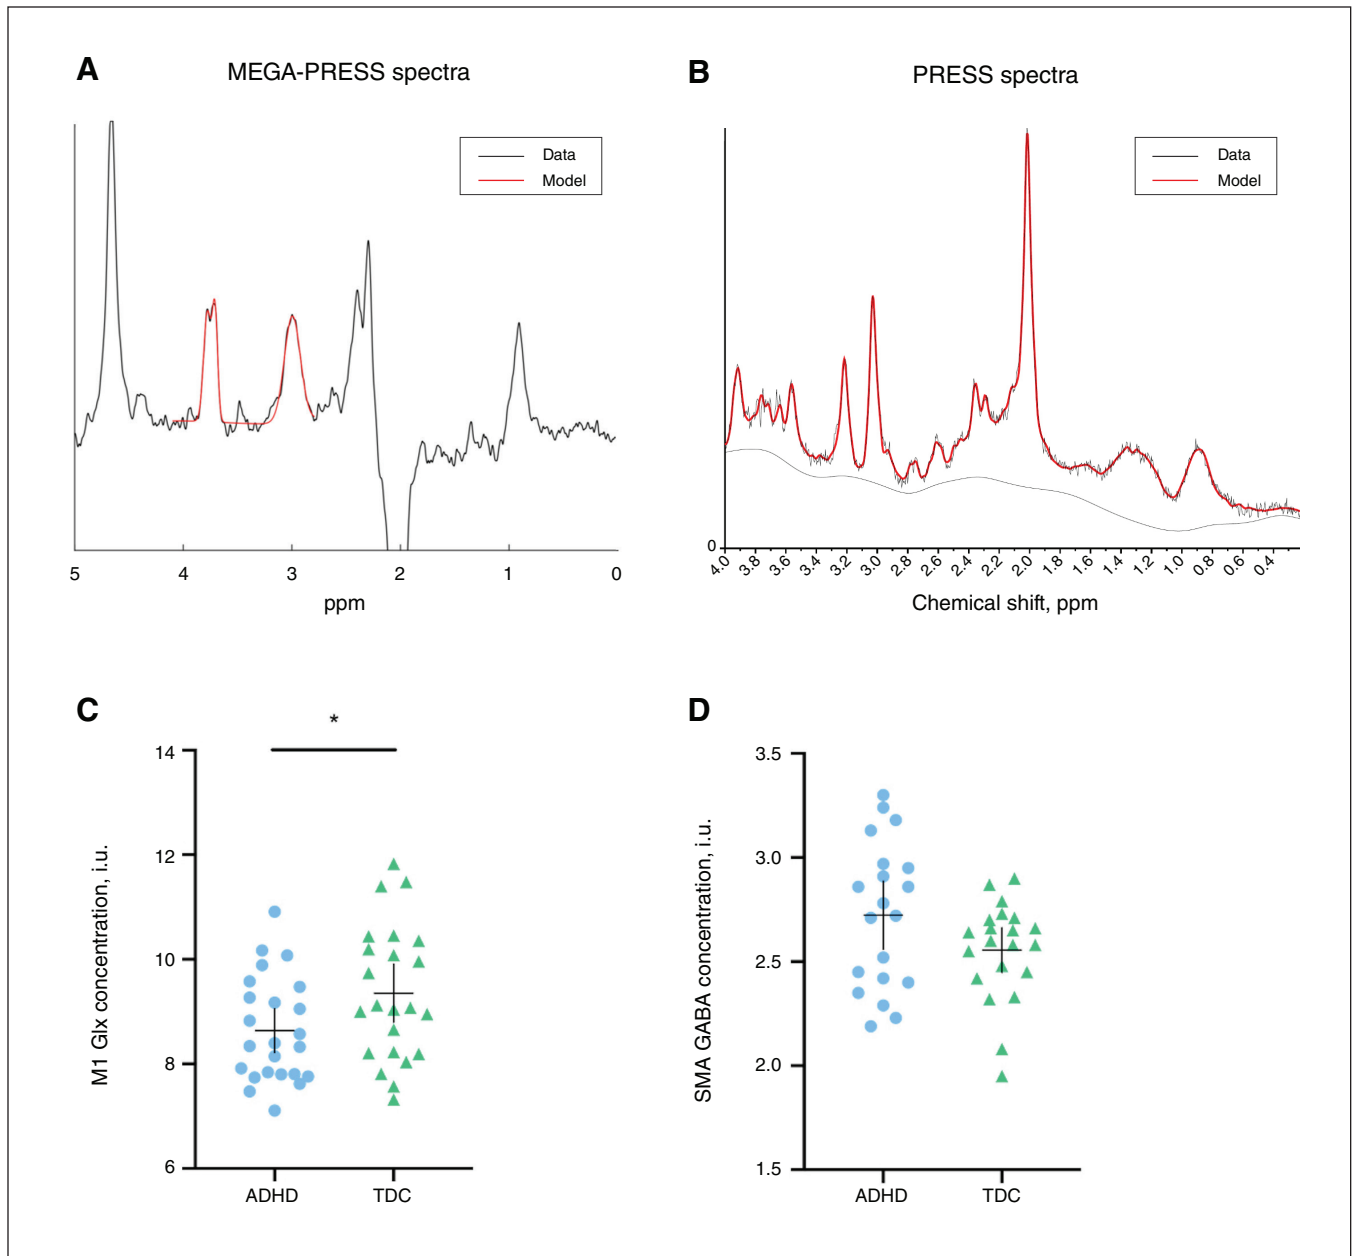 A
MEGA-PRESS spectra
Data
Model
5 4 3 2 1 0
ppm
B
PRESS spectra
Data
Model
0
4.0 3.8 3.6 3.4 3.2 3.0 2.8 2.6 2.4 2.2 2.0 1.8 1.6 1.4 1.2 1.0 0.8 0.6 0.4
Chemical shift, ppm
C
*
14
12
10
8
6
M1 Glx concentration, i.u.
ADHD TDC
D
3.5
3.0
2.5
2.0
1.5
SMA GABA concentration, i.u.
ADHD TDC